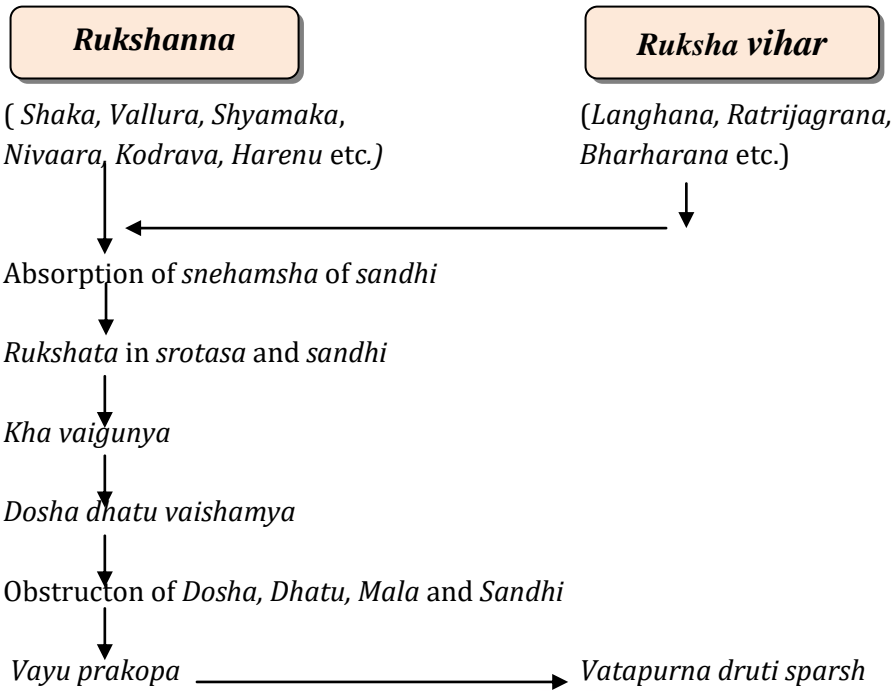 Rukshanna
Ruksha vihar
( Shaka, Vallura, Shyamaka,
Nivaara, Kodrava, Harenu etc.)
(Langhana, Ratrijagrana,
Bharharana etc.)
Absorption of snehamsha of sandhi
Rukshata in srotasa and sandhi
Kha vaigunya
Dosha dhatu vaishamya
Obstructon of Dosha, Dhatu, Mala and Sandhi
Vayu prakopa
Vatapurna druti sparsh